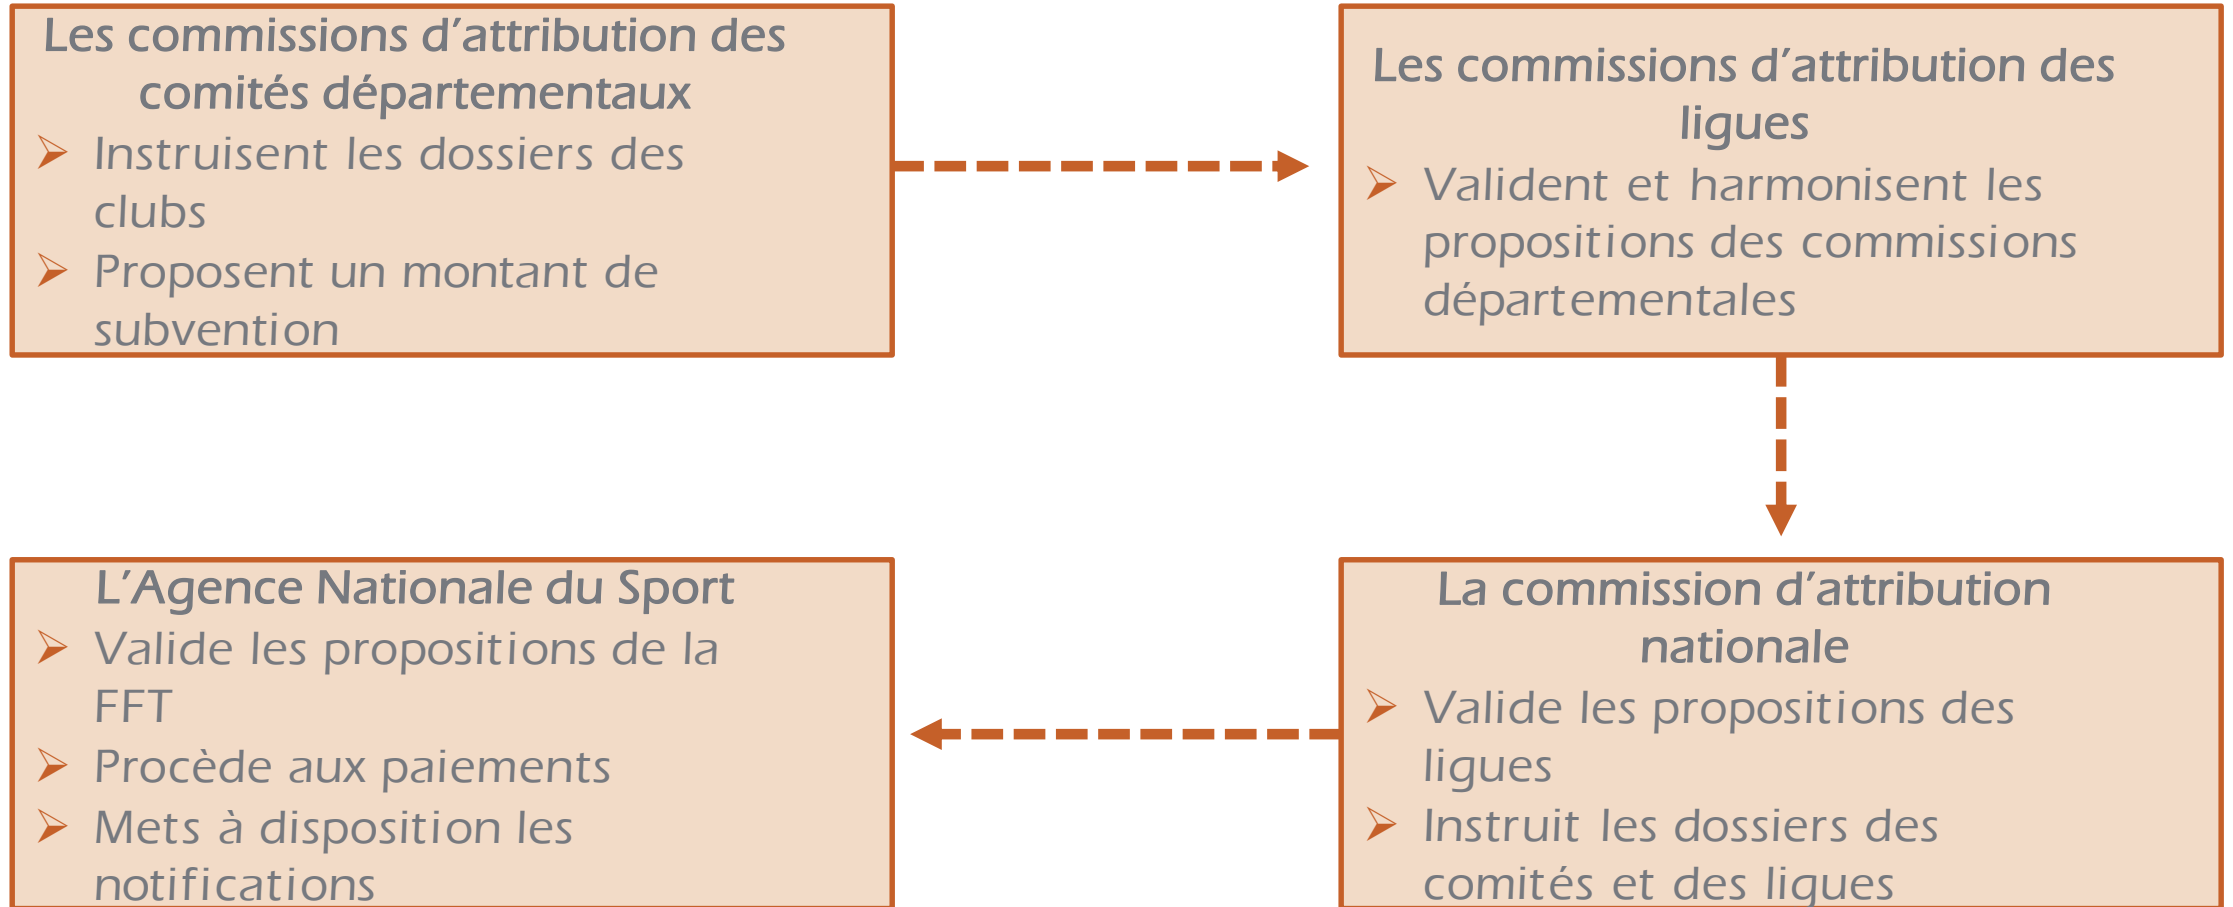 Les commissions d’attribution des
comités départementaux
➢ Instruisent les dossiers des
clubs
➢ Proposent un montant de
subvention
Les commissions d’attribution des
ligues
➢ Valident et harmonisent les
propositions des commissions
départementales
L’Agence Nationale du Sport
➢ Valide les propositions de la
FFT
➢ Procède aux paiements
➢ Mets à disposition les
notifications
La commission d’attribution
nationale
➢ Valide les propositions des
ligues
➢ Instruit les dossiers des
comités et des ligues